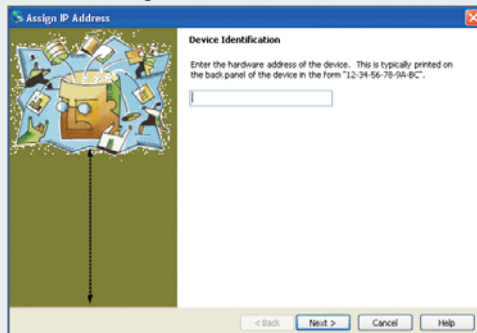 Assign IP Address
Device Identification
Enter the hardware address of the device. This is typically printed on
the back panel of the device in the form "12-34-56-78-9A-BC".
< Back
Next >
Cancel
Help